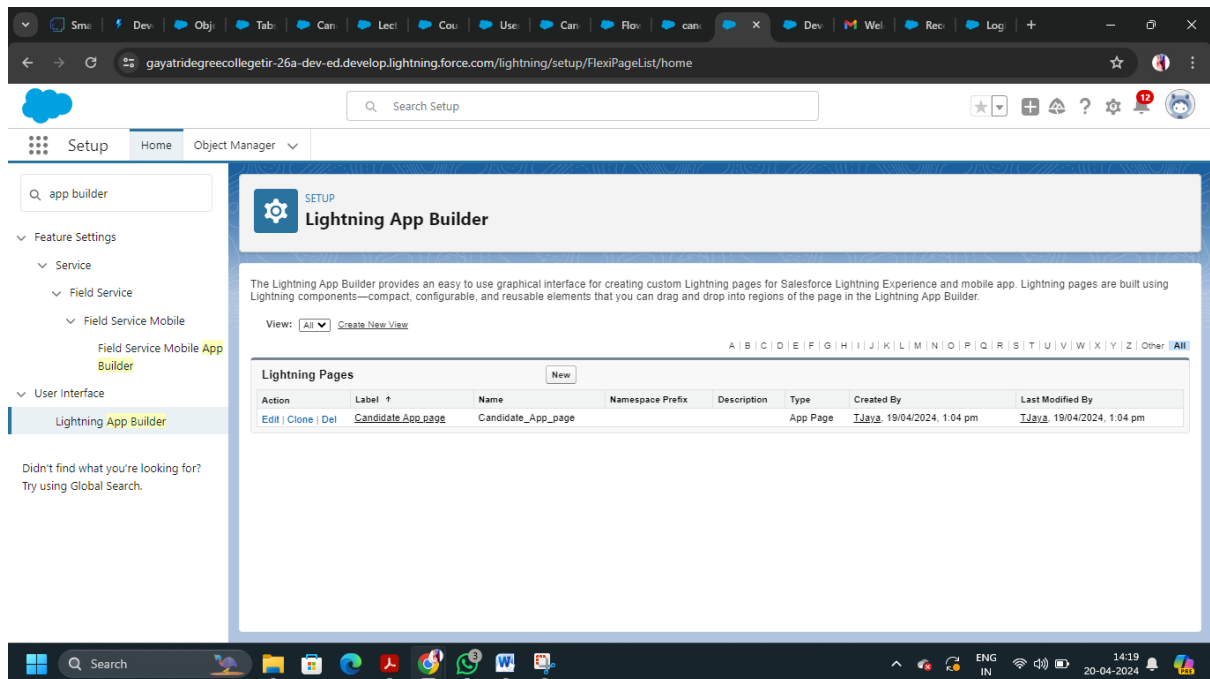 Sma
Dev
Obje
Tabs
Can
Lect
Cou
Use
Can
Flow
canc
Dev
Wel
Rec
Log
gayatridegreecollegetir-26a-dev-ed.develop.lightning.force.com/lightning/setup/FlexiPageList/home
Search Setup
12
Setup
Home
Object Manager
app builder
Feature Settings
Service
Field Service
Field Service Mobile
Field Service Mobile App
Builder
User Interface
Lightning App Builder
Didn't find what you're looking for?
Try using Global Search.
SETUP
Lightning App Builder
The Lightning App Builder provides an easy to use graphical interface for creating custom Lightning pages for Salesforce Lightning Experience and mobile app. Lightning pages are built using
Lightning components—compact, configurable, and reusable elements that you can drag and drop into regions of the page in the Lightning App Builder.
View: All Create New View
A | B | C | D | E | F | G | H | I | J | K | L | M | N | O | P | Q | R | S | T | U | V | W | X | Y | Z | Other All
Lightning Pages New
Action Label ↑ Name Namespace Prefix Description Type Created By Last Modified By
Edit | Clone | Del Candidate App page Candidate_App_page App Page TJaya, 19/04/2024, 1:04 pm TJaya, 19/04/2024, 1:04 pm
Search
3
ENG
IN
14:19
20-04-2024
PRE